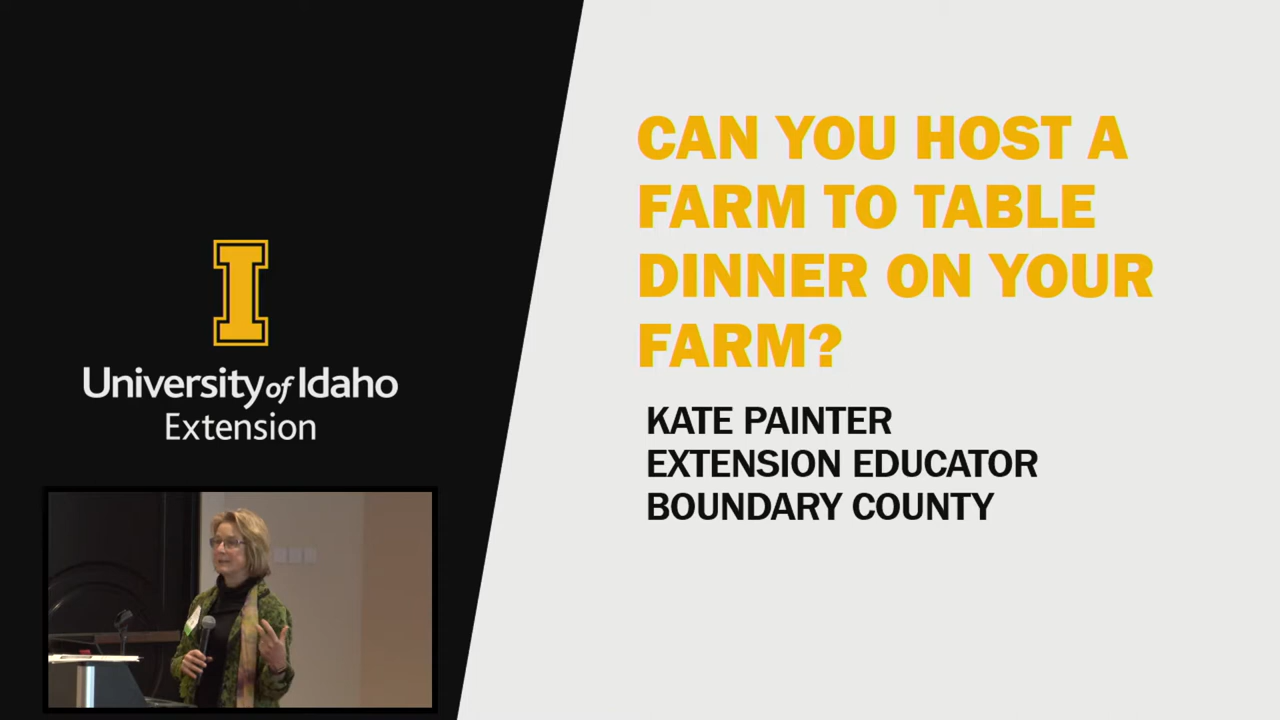 CAN YOU HOST A
FARM TO TABLE
DINNER ON YOUR
FARM?
KATE PAINTER
EXTENSION EDUCATOR
BOUNDARY COUNTY
I
University of Idaho
Extension